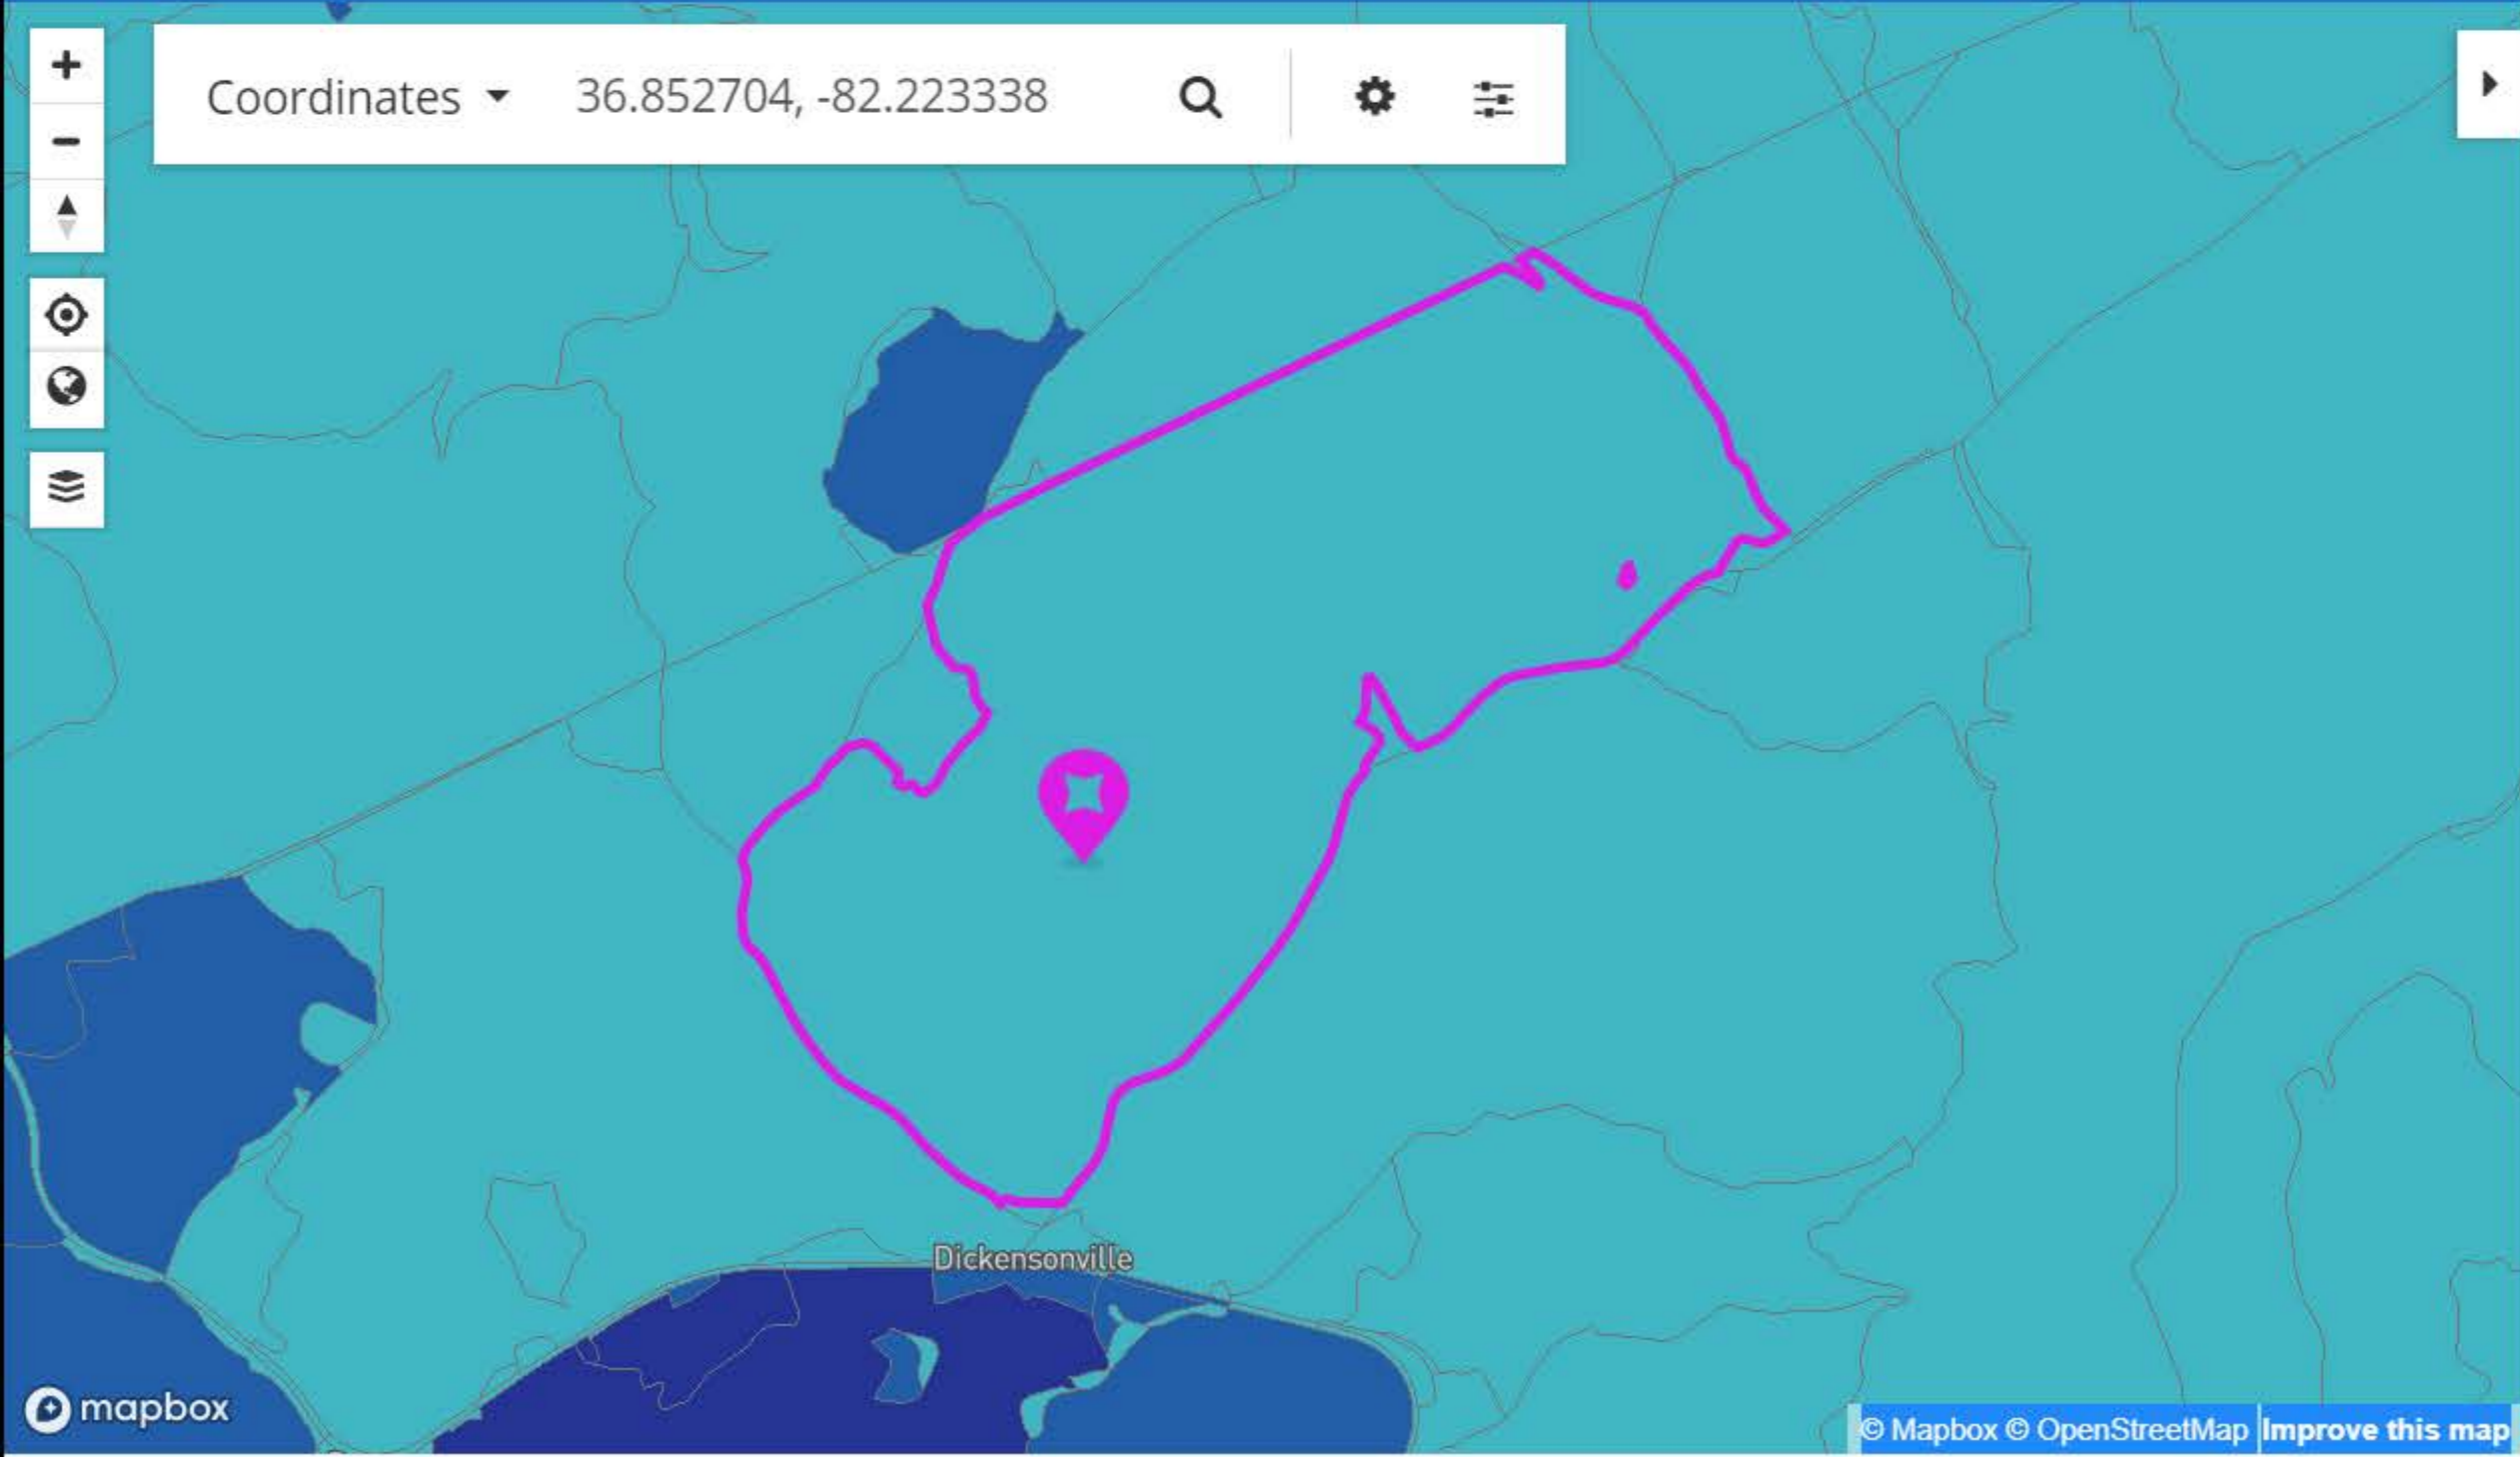 Coordinates 36.852704, -82.223338
Dickensonville
mapbox
© Mapbox © OpenStreetMap Improve this map